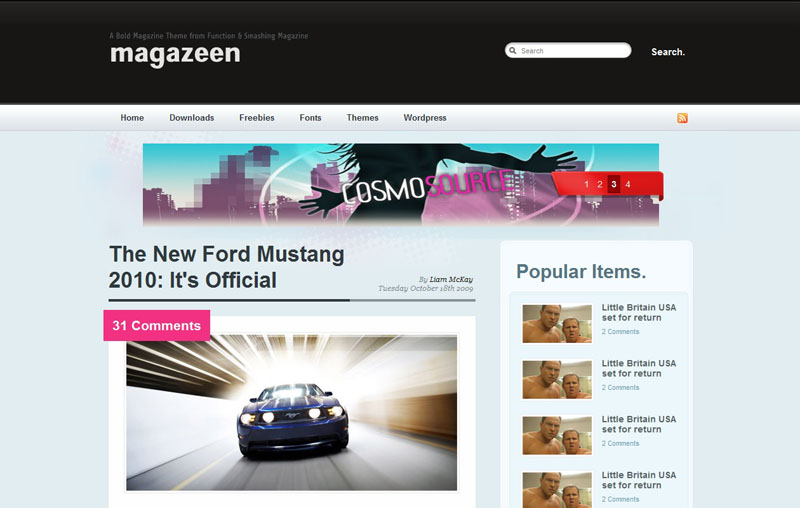 A Bold Magazine Theme from Function & Smashing Magazine
magazeen
Search
Search.
Home Downloads Freebies Fonts Themes Wordpress
COSMOSOURCE
1 2 3 4
The New Ford Mustang
2010: It's Official
By Liam McKay
Tuesday October 18th 2009
31 Comments
Popular Items.
Little Britain USA
set for return
2 Comments
Little Britain USA
set for return
2 Comments
Little Britain USA
set for return
2 Comments
Little Britain USA
set for return
2 Comments